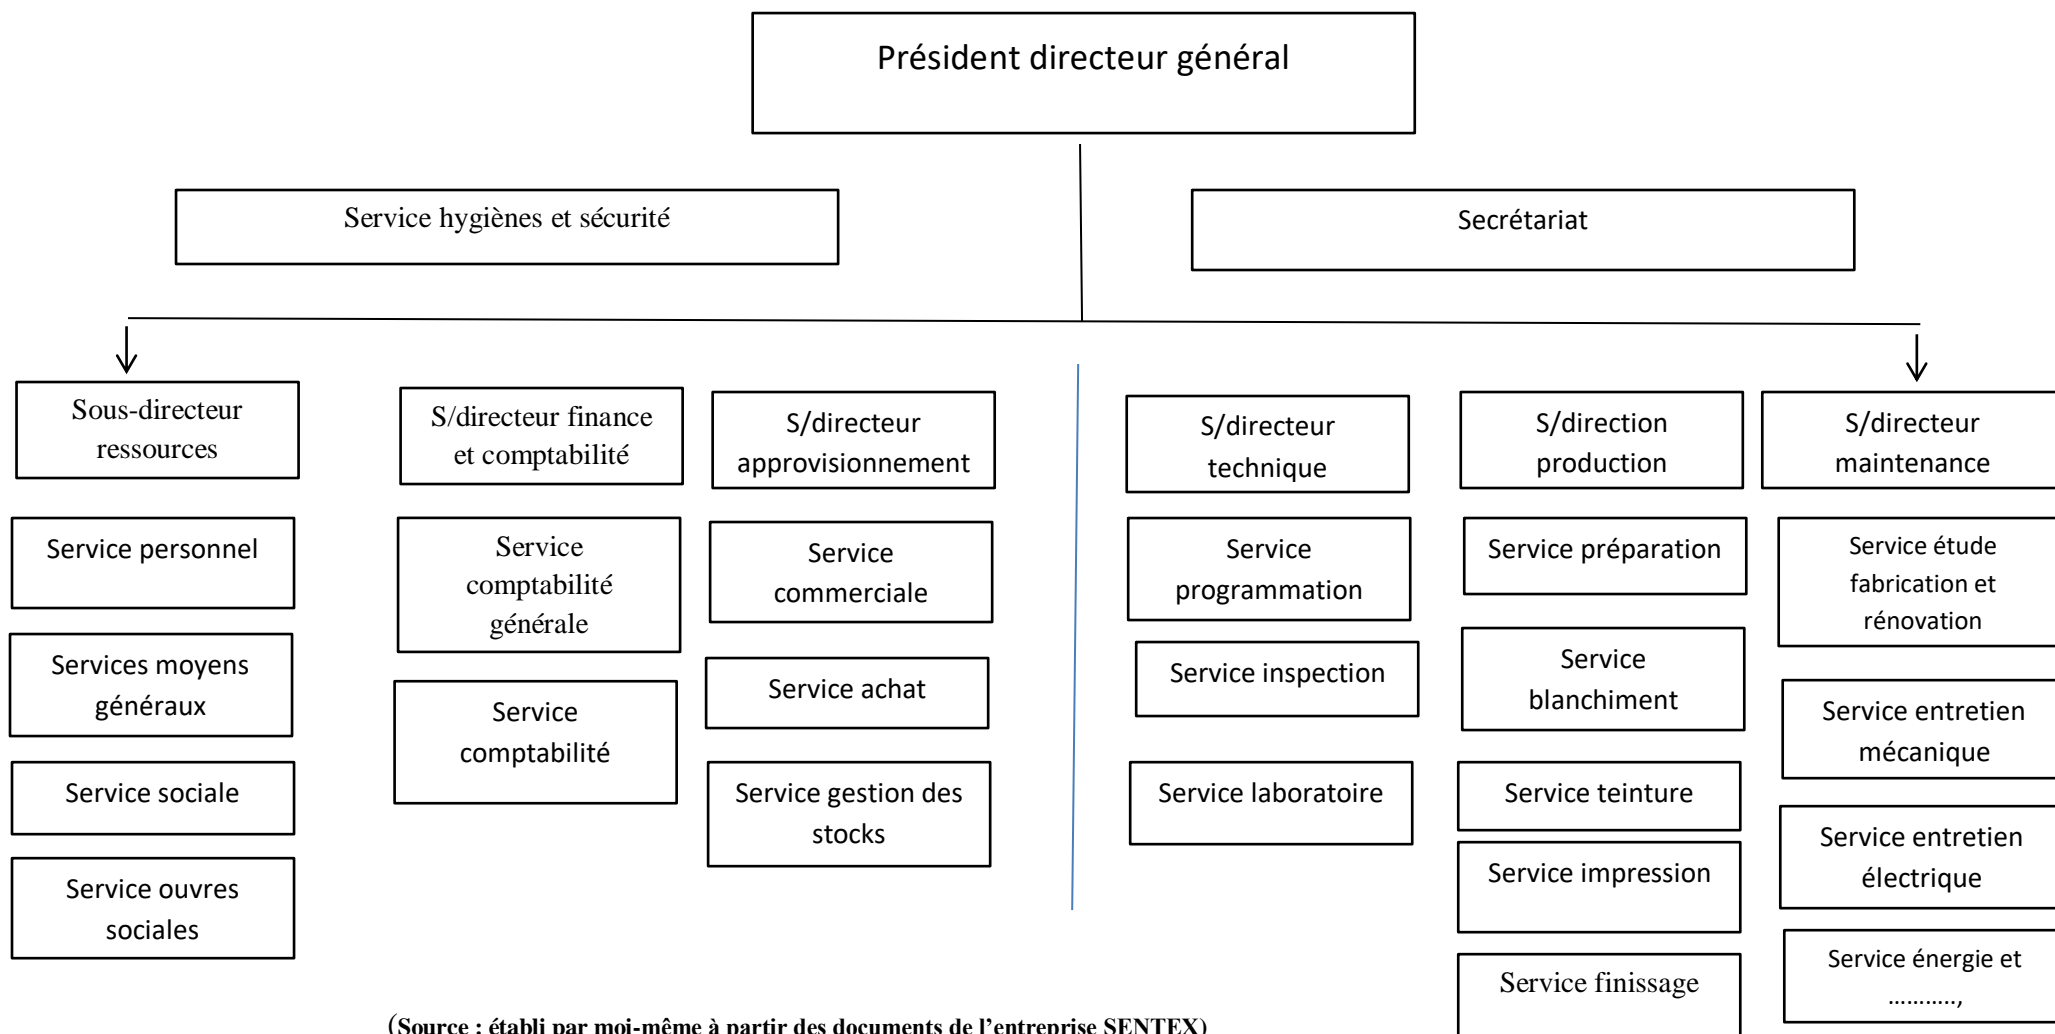 Président directeur général
Service hygiènes et sécurité
Secrétariat
Sous-directeur
ressources
S/directeur finance
et comptabilité
S/directeur
approvisionnement
S/directeur
technique
S/direction
production
S/directeur
maintenance
Service personnel
Services moyens
généraux
Service sociale
Service ouvres
sociales
Service
comptabilité
générale
Service
comptabilité
Service
commerciale
Service achat
Service gestion des
stocks
Service
programmation
Service inspection
Service laboratoire
Service préparation
Service
blanchiment
Service teinture
Service impression
Service finissage
Service étude
fabrication et
rénovation
Service entretien
mécanique
Service entretien
électrique
Service énergie et
………..,
(Source : établi par moi-même à partir des documents de l’entreprise SENTEX)